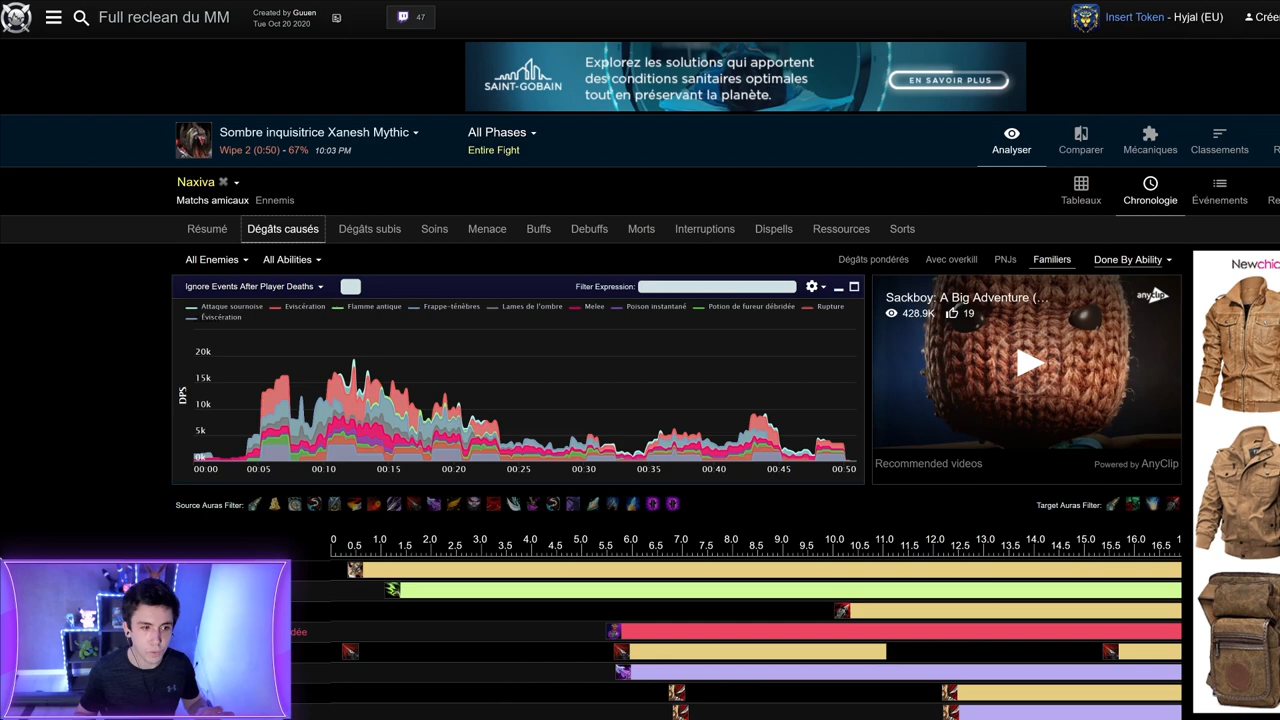 Full reclean du MM
Created by Guuen
Tue Oct 20 2020
47
Insert Token - Hyjal (EU)
Créer
SAINT-GOBAIN
Explorez les solutions qui apportent
des conditions sanitaires optimales
tout en préservant la planète.
EN SAVOIR PLUS
Sombre inquisitrice Xanesh Mythic
Wipe 2 (0:50) - 67% 10:03 PM
All Phases
Entire Fight
Analyser
Comparer
Mécaniques
Classements
Naxiva
Matchs amicaux Ennemis
Tableaux
Chronologie
Événements
Résumé Dégâts causés Dégâts subis Soins Menace Buffs Debuffs Morts Interruptions Dispells Ressources Sorts
All Enemies All Abilities
Dégâts pondérés Avec overkill PNJs Familiers Done By Ability
Ignore Events After Player Deaths
Filter Expression:
Attaque sournoise Eviscération Flamme antique Frappe-ténèbres Lames de l'ombre Melee Poison instantané Potion de fureur débridée Rupture
Éviscération
DPS
20k
15k
10k
5k
0k
00:00 00:05 00:10 00:15 00:20 00:25 00:30 00:35 00:40 00:45 00:50
Sackboy: A Big Adventure (...
428.9K 19
anyclip
Recommended videos
Powered by AnyClip
Newchic
Source Auras Filter:
Target Auras Filter:
0 1.0 2.0 3.0 4.0 5.0 6.0 7.0 8.0 9.0 10.0 11.0 12.0 13.0 14.0 15.0 16.0 1
0.5 1.5 2.5 3.5 4.5 5.5 6.5 7.5 8.5 9.5 10.5 11.5 12.5 13.5 14.5 15.5 16.5
dée